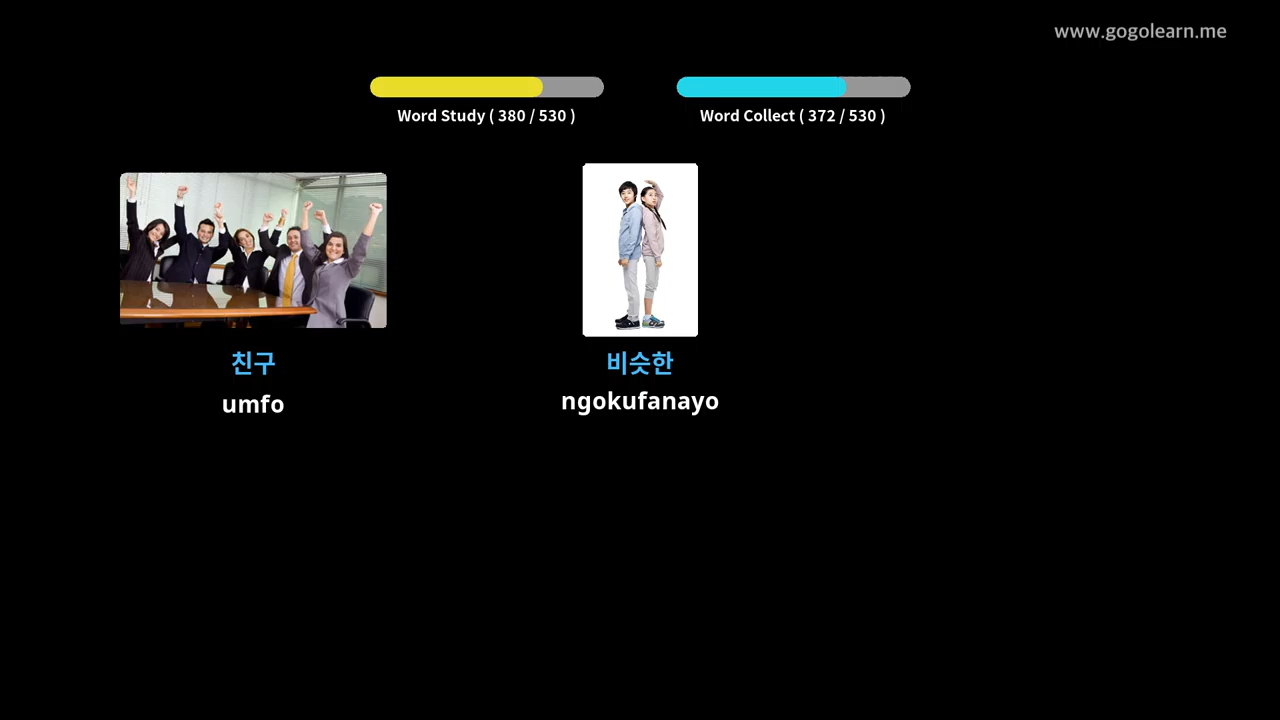 www.gogolearn.me
Word Study ( 380 / 530 )
Word Collect ( 372 / 530 )
친구
umfo
비슷한
ngokufanayo